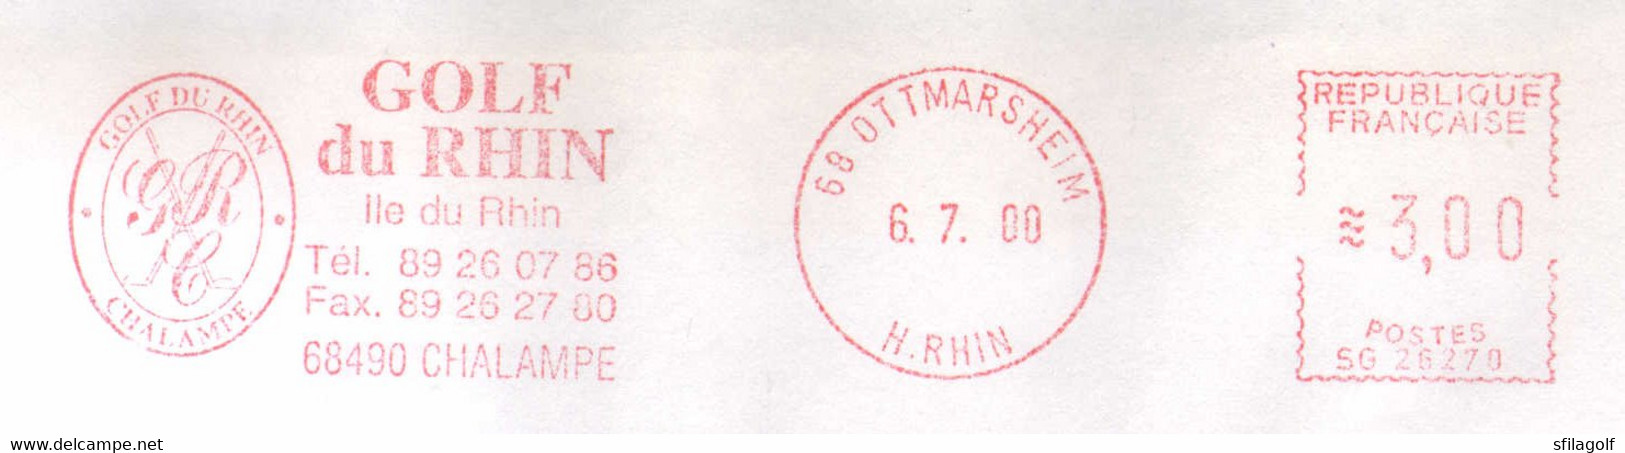 GOLF DU RHIN
GRC
CHALAMPE
GOLF
du RHIN
Ile du Rhin
Tél. 89 26 07 86
Fax. 89 26 27 80
68490 CHALAMPE
68 OTTMARSHEIM
6. 7. 00
H. RHIN
REPUBLIQUE
FRANÇAISE
≈ 3,00
POSTES
SG 26270
www.delcampe.net
sfilagolf